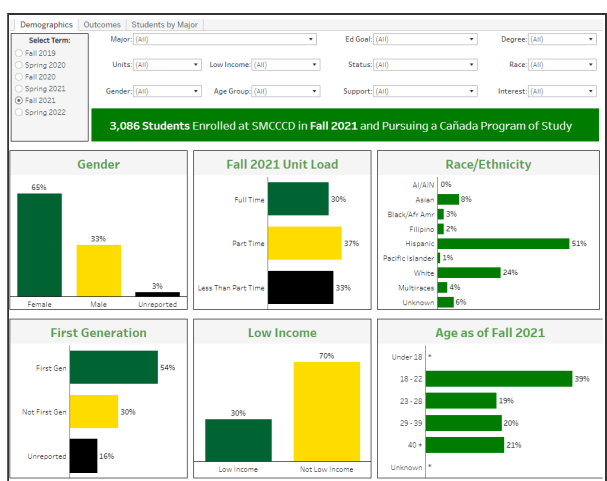 Demographics Outcomes Students by Major
Select Term:
Fall 2019
Spring 2020
Fall 2020
Spring 2021
Fall 2021
Spring 2022
Major: (All) Ed Goal: (All) Degree: (All)
Units: (All) Low Income: (All) Status: (All) Race: (All)
Gender: (All) Age Group: (All) Support: (All) Interest: (All)
3,086 Students Enrolled at SMCCCD in Fall 2021 and Pursuing a Cañada Program of Study
Gender
65%
33%
3%
Female Male Unreported
Fall 2021 Unit Load
Full Time 30%
Part Time 37%
Less Than Part Time 33%
Race/Ethnicity
AI/AIN 0%
Asian 8%
Black/Afr Amr 3%
Filipino 2%
Hispanic 51%
Pacific Islander 1%
White 24%
Multiraces 4%
Unknown 6%
First Generation
First Gen 54%
Not First Gen 30%
Unreported 16%
Low Income
70%
30%
Low Income Not Low Income
Age as of Fall 2021
Under 18 *
18 - 22 39%
23 - 28 19%
29 - 39 20%
40 + 21%
Unknown *